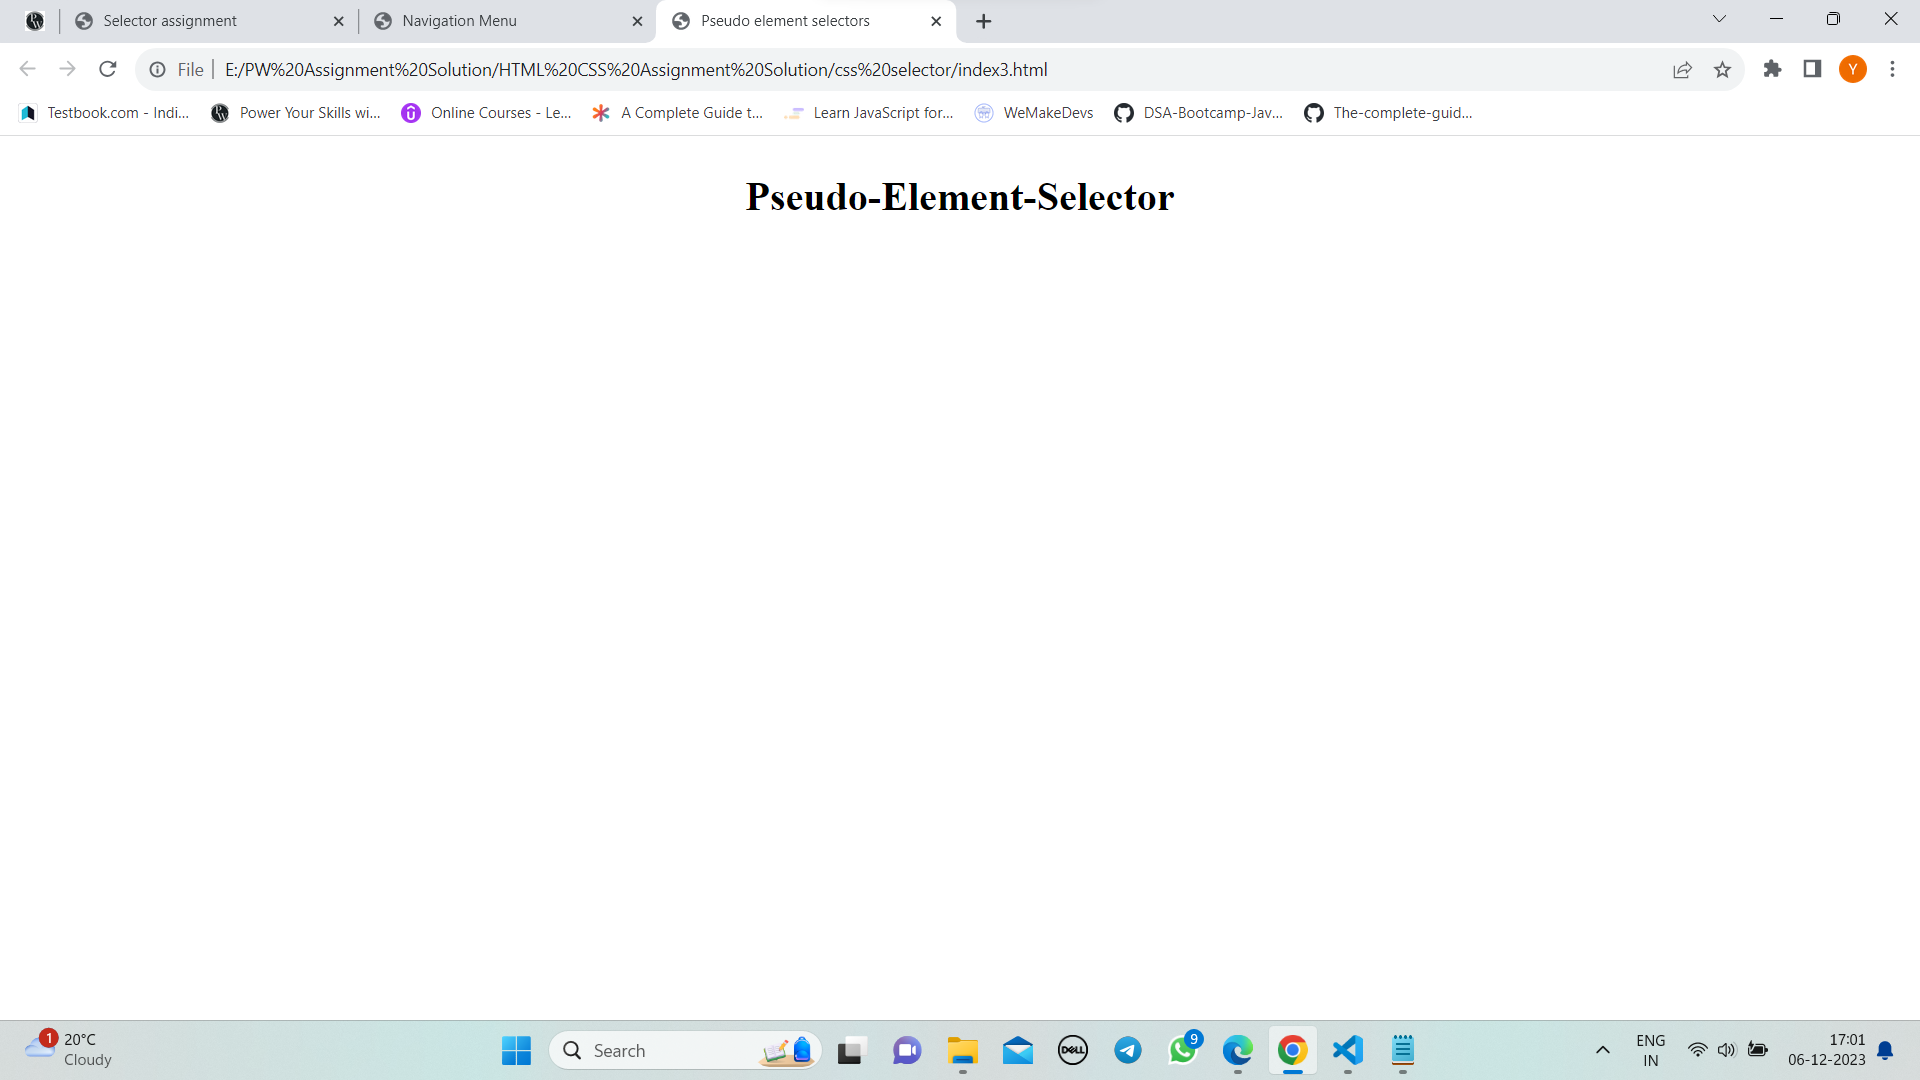 Selector assignment
Navigation Menu
Pseudo element selectors
File
E:/PW%20Assignment%20Solution/HTML%20CSS%20Assignment%20Solution/css%20selector/index3.html
Y
Testbook.com - Indi...
Power Your Skills wi...
Online Courses - Le...
A Complete Guide t...
Learn JavaScript for...
WeMakeDevs
DSA-Bootcamp-Jav...
The-complete-guid...
Pseudo-Element-Selector
1
20°C
Cloudy
Search
DELL
9
ENG
IN
17:01
06-12-2023